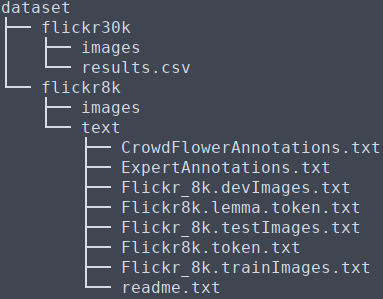 dataset
├── flickr30k
│   ├── images
│   └── results.csv
└── flickr8k
    ├── images
    └── text
        ├── CrowdFlowerAnnotations.txt
        ├── ExpertAnnotations.txt
        ├── Flickr_8k.devImages.txt
        ├── Flickr8k.lemma.token.txt
        ├── Flickr_8k.testImages.txt
        ├── Flickr8k.token.txt
        ├── Flickr_8k.trainImages.txt
        └── readme.txt